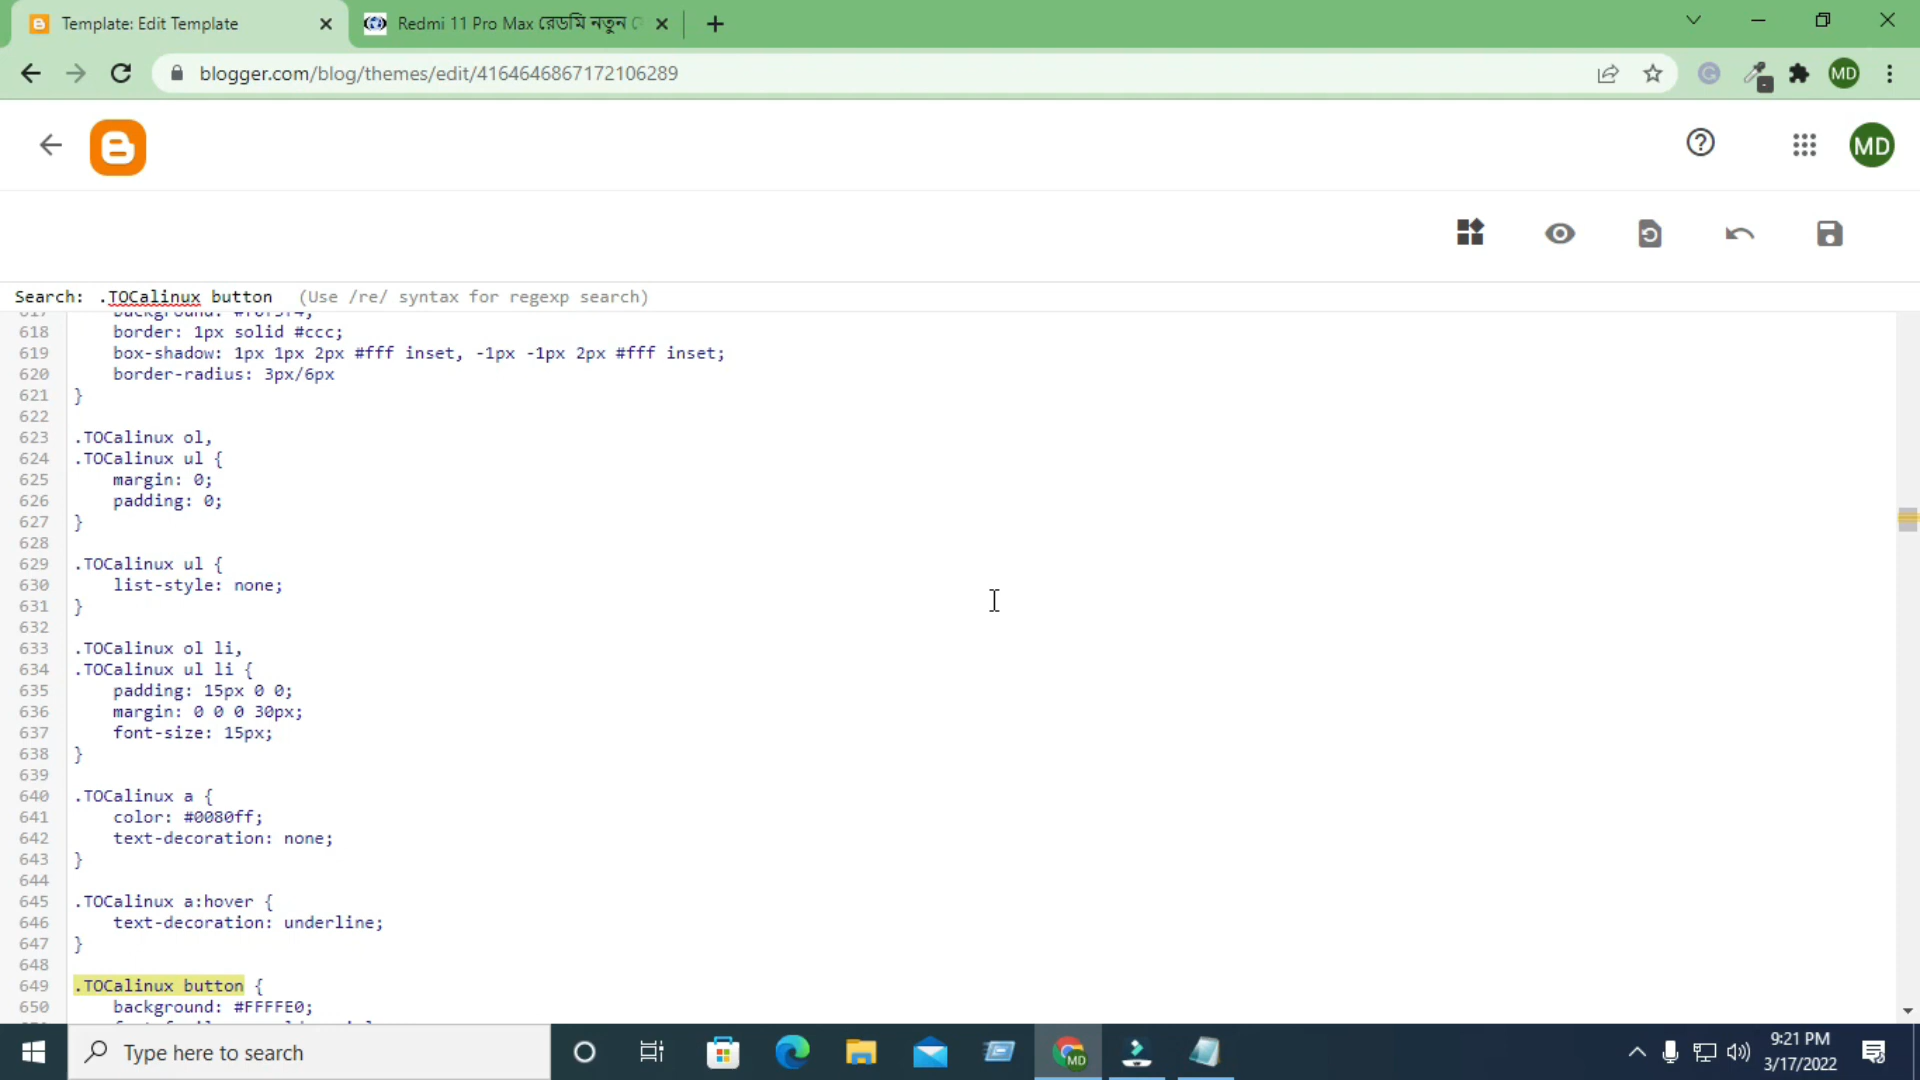 Template: Edit Template
Redmi 11 Pro Max রেডমি নতুন
blogger.com/blog/themes/edit/4164646867172106289
MD
MD
Search: .TOCalinux button (Use /re/ syntax for regexp search)
618 border: 1px solid #ccc;
619 box-shadow: 1px 1px 2px #fff inset, -1px -1px 2px #fff inset;
620 border-radius: 3px/6px
621 }
622
623 .TOCalinux ol,
624 .TOCalinux ul {
625 margin: 0;
626 padding: 0;
627 }
628
629 .TOCalinux ul {
630 list-style: none;
631 }
632
633 .TOCalinux ol li,
634 .TOCalinux ul li {
635 padding: 15px 0 0;
636 margin: 0 0 0 30px;
637 font-size: 15px;
638 }
639
640 .TOCalinux a {
641 color: #0080ff;
642 text-decoration: none;
643 }
644
645 .TOCalinux a:hover {
646 text-decoration: underline;
647 }
648
649 .TOCalinux button {
650 background: #FFFFE0;
Type here to search
MD
9:21 PM
3/17/2022